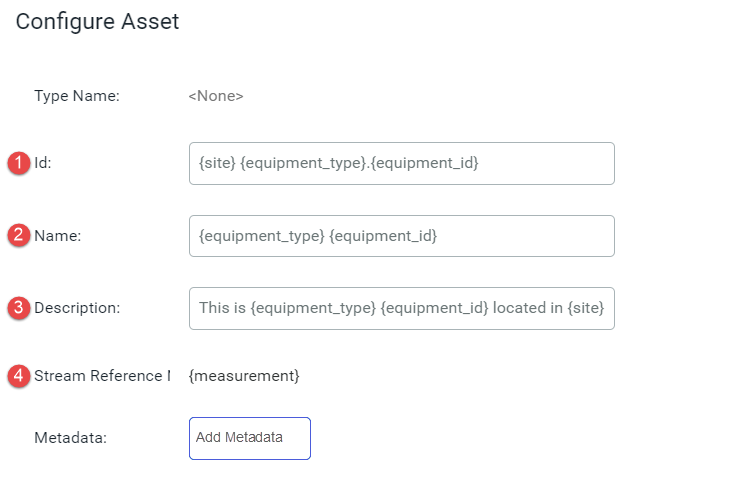 Configure Asset
Type Name: <None>
1 Id: {site} {equipment_type}.{equipment_id}
2 Name: {equipment_type} {equipment_id}
3 Description: This is {equipment_type} {equipment_id} located in {site}
4 Stream Reference {measurement}
Metadata: Add Metadata